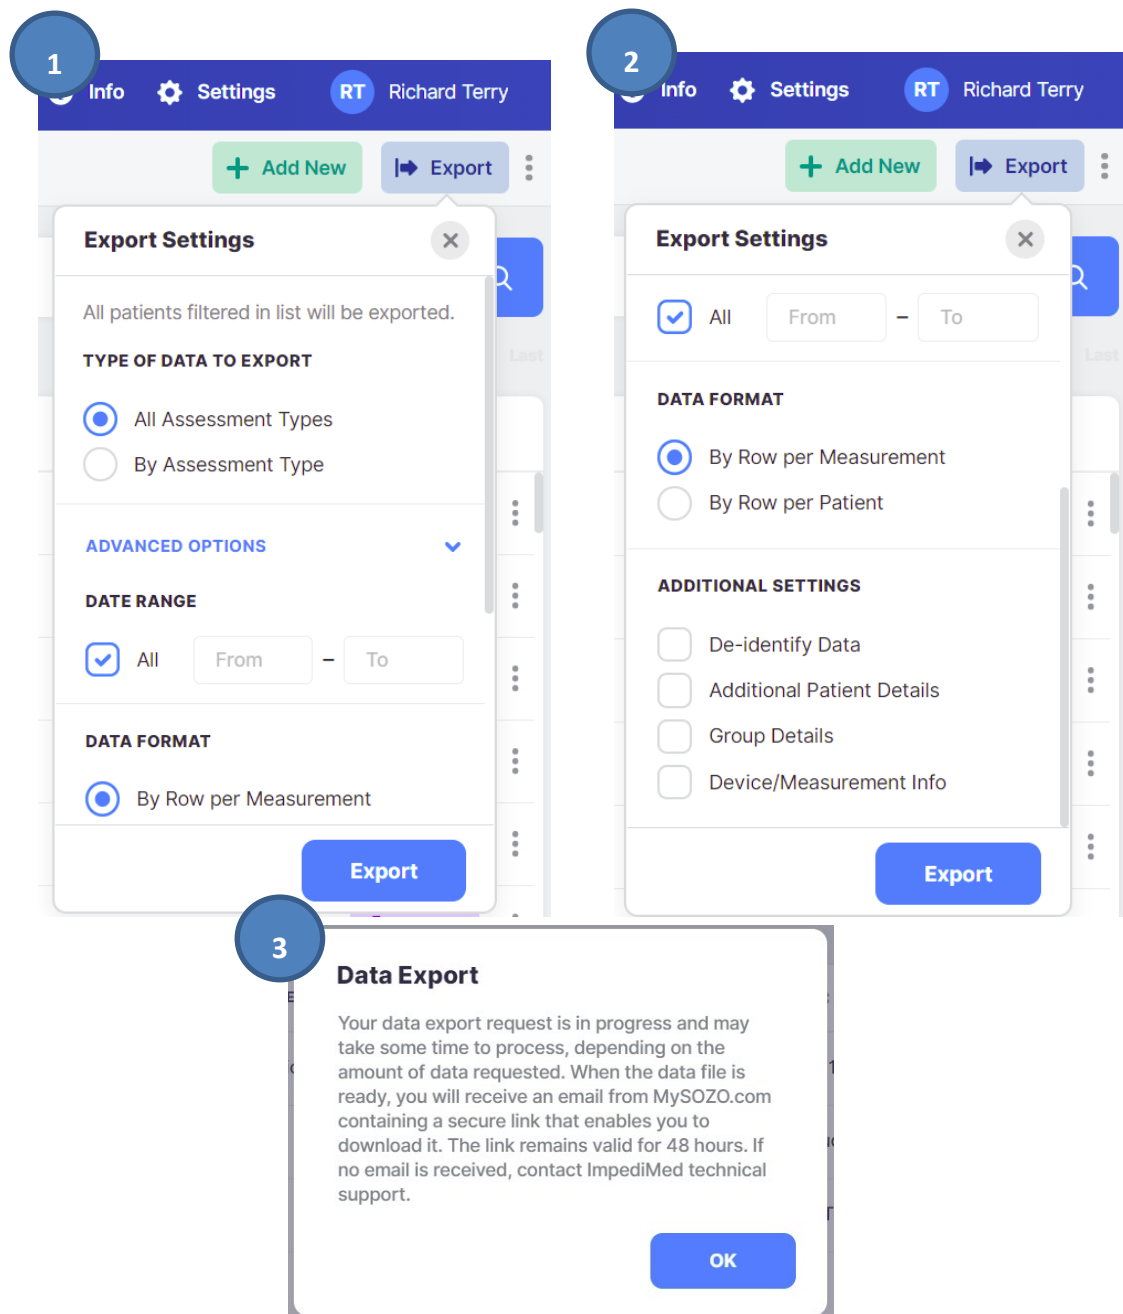 1
Info
Settings
RT
Richard Terry
Add New
Export
Export Settings
All patients filtered in list will be exported.
Last
TYPE OF DATA TO EXPORT
All Assessment Types
By Assessment Type
ADVANCED OPTIONS
DATE RANGE
All
From
–
To
DATA FORMAT
By Row per Measurement
Export
2
Info
Settings
RT
Richard Terry
Add New
Export
Export Settings
All
From
–
To
Last
DATA FORMAT
By Row per Measurement
By Row per Patient
ADDITIONAL SETTINGS
De-identify Data
Additional Patient Details
Group Details
Device/Measurement Info
Export
3
Data Export
Your data export request is in progress and may
take some time to process, depending on the
amount of data requested. When the data file is
ready, you will receive an email from MySOZO.com
containing a secure link that enables you to
download it. The link remains valid for 48 hours. If
no email is received, contact ImpediMed technical
support.
OK